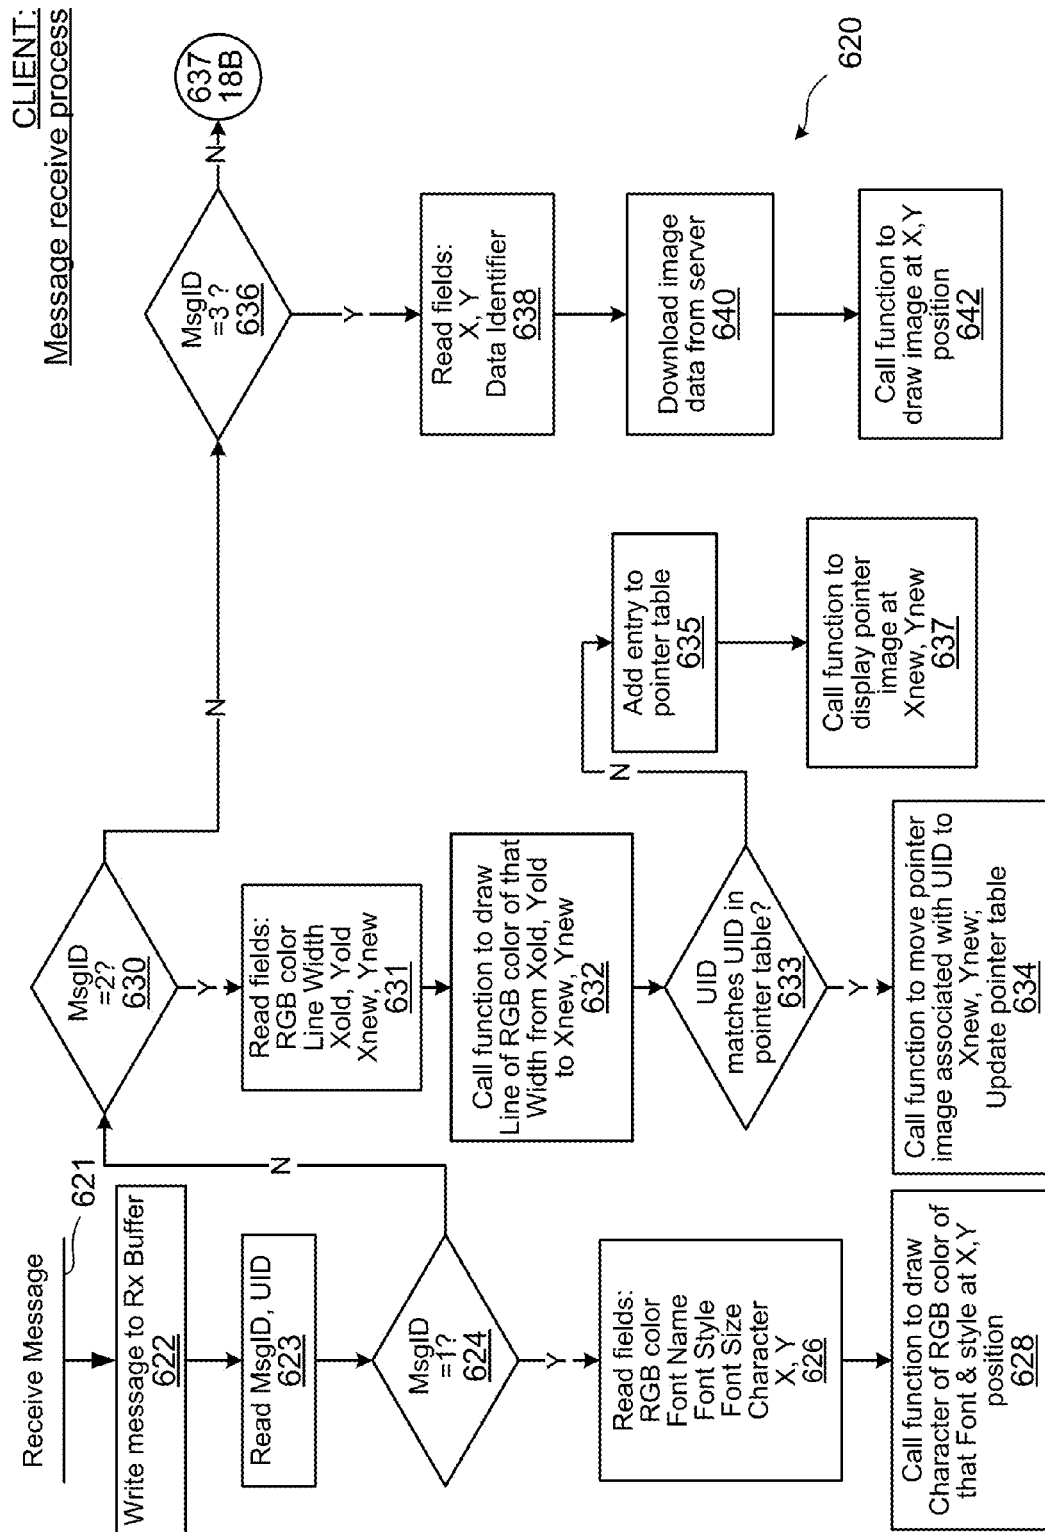 CLIENT:
Message receive process
Receive Message
621
Write message to Rx Buffer
622
Read MsgID, UID
623
MsgID
=1?
624
N
Y
Read fields:
RGB color
Font Name
Font Style
Font Size
Character
X, Y
626
Call function to draw
Character of RGB color of
that Font & style at X,Y
position
628
MsgID
=2?
630
N
Y
Read fields:
RGB color
Line Width
Xold, Yold
Xnew, Ynew
631
Call function to draw
Line of RGB color of that
Width from Xold, Yold
to Xnew, Ynew
632
UID
matches UID in
pointer table?
633
N
Y
Call function to move pointer
image associated with UID to
Xnew, Ynew;
Update pointer table
634
Add entry to
pointer table
635
Call function to
display pointer
image at
Xnew, Ynew
637
MsgID
=3 ?
636
N
637
18B
Y
Read fields:
X, Y
Data Identifier
638
Download image
data from server
640
Call function to
draw image at X,Y
position
642
620